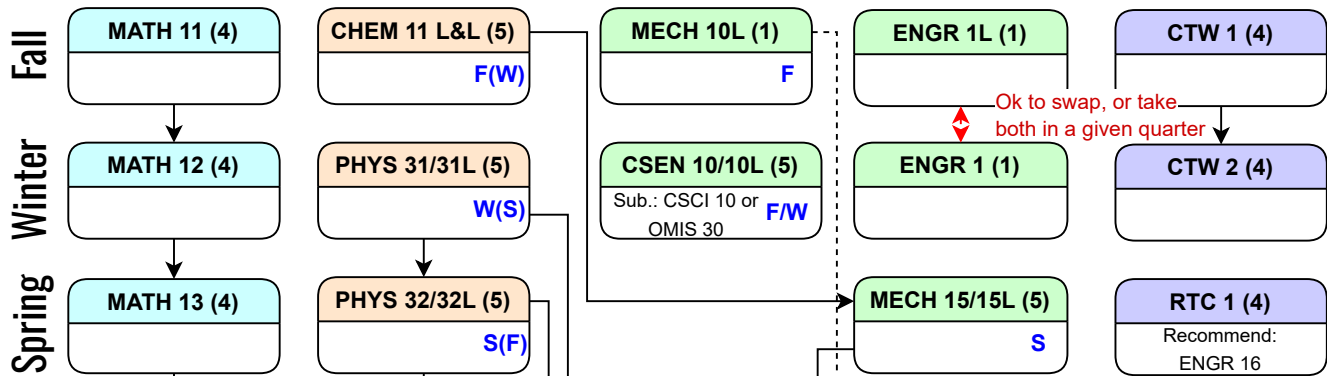 Fall
MATH 11 (4)
CHEM 11 L&L (5)
F(W)
MECH 10L (1)
F
ENGR 1L (1)
CTW 1 (4)
Ok to swap, or take
both in a given quarter
Winter
MATH 12 (4)
PHYS 31/31L (5)
W(S)
CSEN 10/10L (5)
Sub.: CSCI 10 or
OMIS 30
F/W
ENGR 1 (1)
CTW 2 (4)
Spring
MATH 13 (4)
PHYS 32/32L (5)
S(F)
MECH 15/15L (5)
S
RTC 1 (4)
Recommend:
ENGR 16